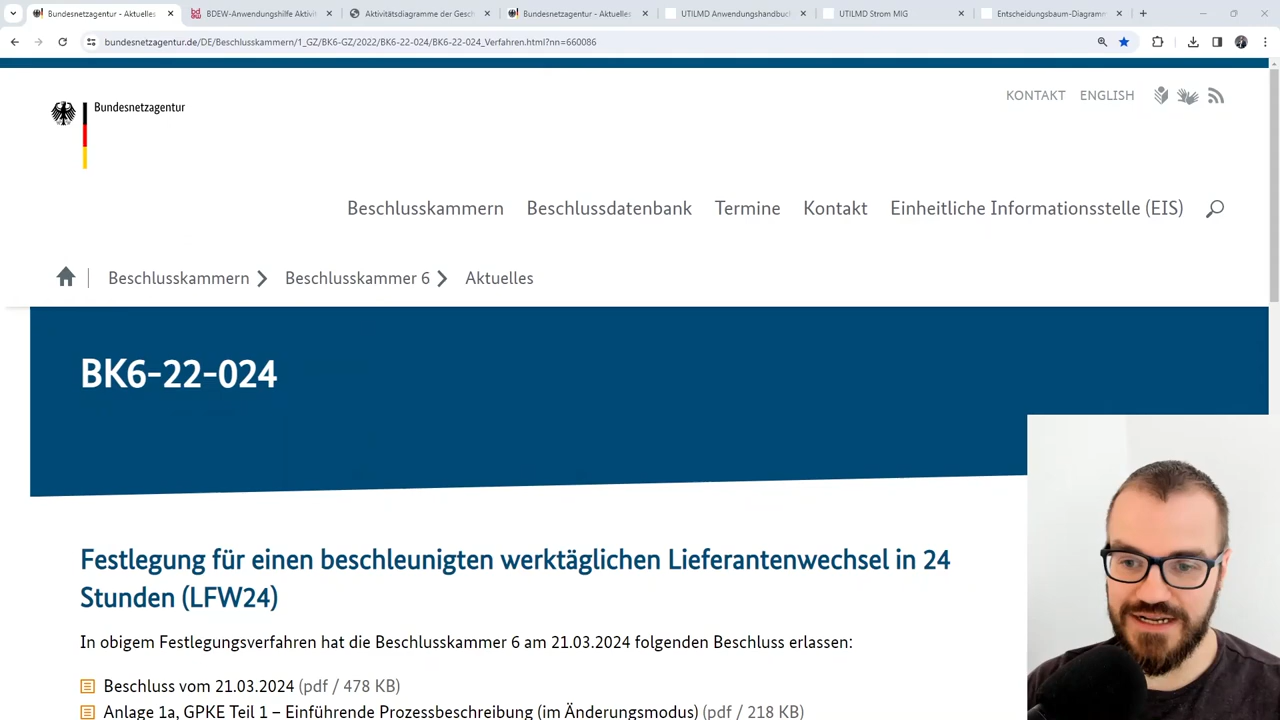 Bundesnetzagentur - Aktuelles
BDEW-Anwendungshilfe Aktivit
Aktivitätsdiagramme der Gesch
Bundesnetzagentur - Aktuelles
UTILMD Anwendungshandbuch
UTILMD Strom MIG
Entscheidungsbaum-Diagramm
bundesnetzagentur.de/DE/Beschlusskammern/1_GZ/BK6-GZ/2022/BK6-22-024/BK6-22-024_Verfahren.html?nn=660086
KONTAKT ENGLISH
Bundesnetzagentur
Beschlusskammern Beschlussdatenbank Termine Kontakt Einheitliche Informationsstelle (EIS)
Beschlusskammern Beschlusskammer 6 Aktuelles
BK6-22-024
Festlegung für einen beschleunigten werktäglichen Lieferantenwechsel in 24
Stunden (LFW24)
In obigem Festlegungsverfahren hat die Beschlusskammer 6 am 21.03.2024 folgenden Beschluss erlassen:
Beschluss vom 21.03.2024 (pdf / 478 KB)
Anlage 1a, GPKE Teil 1 – Einführende Prozessbeschreibung (im Änderungsmodus) (pdf / 218 KB)